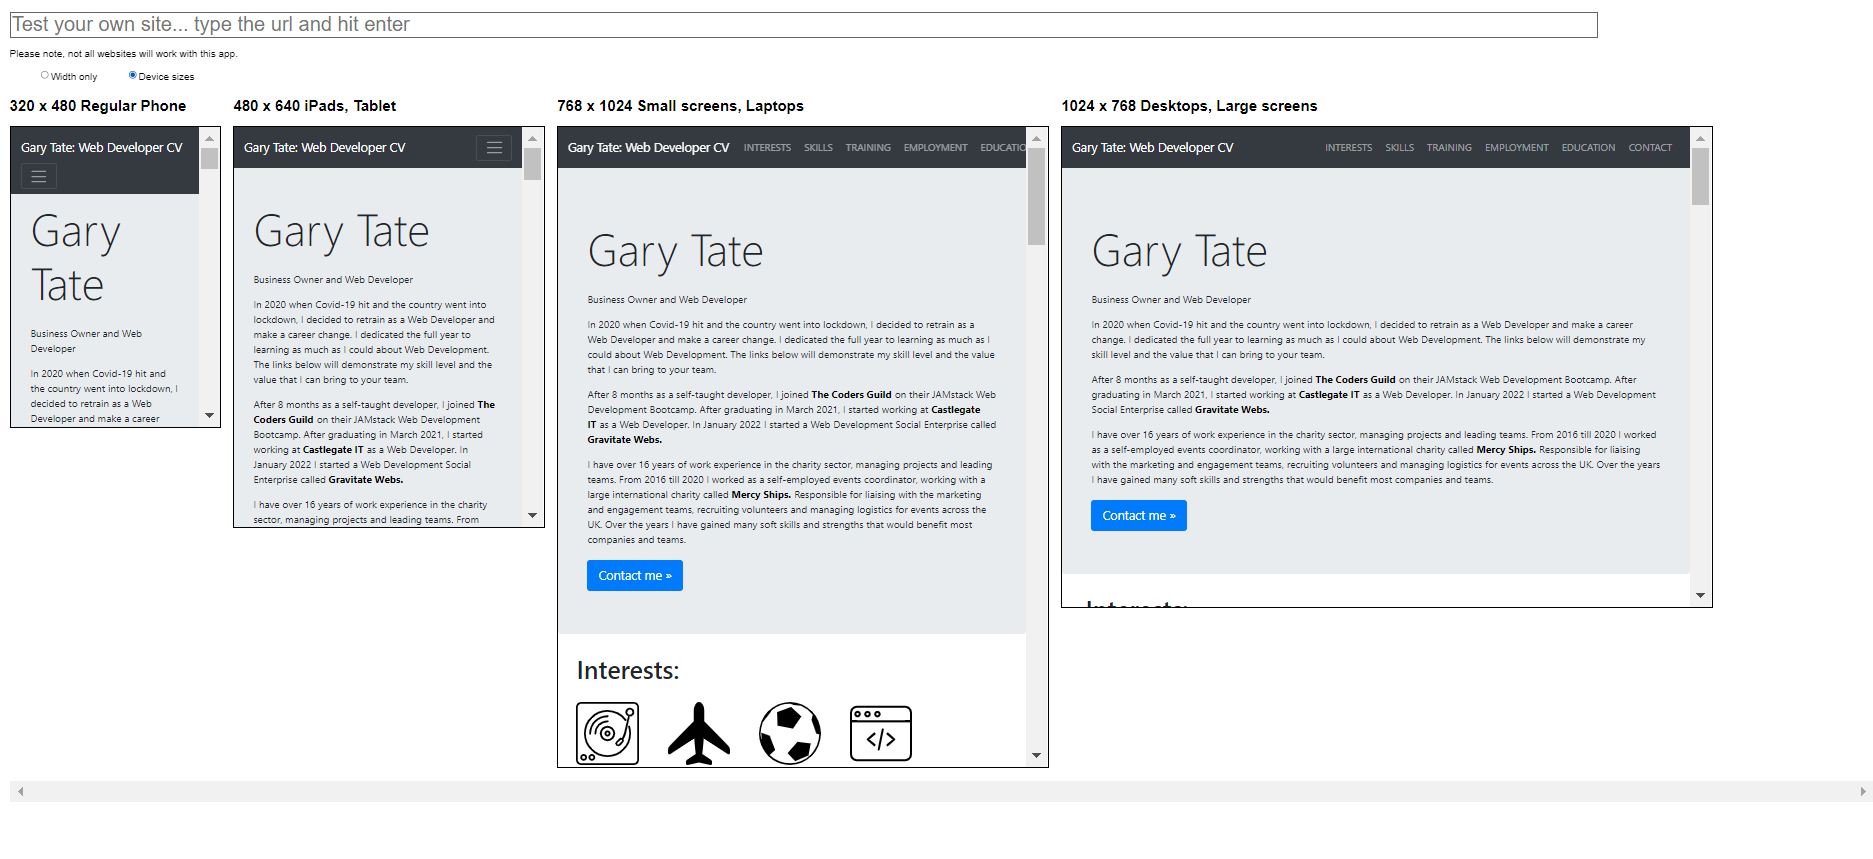 Test your own site... type the url and hit enter
Please note, not all websites will work with this app.
Width only Device sizes
320 x 480 Regular Phone
Gary Tate: Web Developer CV
Gary
Tate
Business Owner and Web
Developer
In 2020 when Covid-19 hit and
the country went into lockdown, I
decided to retrain as a Web
Developer and make a career
480 x 640 iPads, Tablet
Gary Tate: Web Developer CV
Gary Tate
Business Owner and Web Developer
In 2020 when Covid-19 hit and the country went into
lockdown, I decided to retrain as a Web Developer and
make a career change. I dedicated the full year to
learning as much as I could about Web Development.
The links below will demonstrate my skill level and the
value that I can bring to your team.
After 8 months as a self-taught developer, I joined The
Coders Guild on their JAMstack Web Development
Bootcamp. After graduating in March 2021, I started
working at Castlegate IT as a Web Developer. In
January 2022 I started a Web Development Social
Enterprise called Gravitate Webs.
I have over 16 years of work experience in the charity
sector, managing projects and leading teams. From
768 x 1024 Small screens, Laptops
Gary Tate: Web Developer CV INTERESTS SKILLS TRAINING EMPLOYMENT EDUCATIO
Gary Tate
Business Owner and Web Developer
In 2020 when Covid-19 hit and the country went into lockdown, I decided to retrain as a
Web Developer and make a career change. I dedicated the full year to learning as much as I
could about Web Development. The links below will demonstrate my skill level and the value
that I can bring to your team.
After 8 months as a self-taught developer, I joined The Coders Guild on their JAMstack Web
Development Bootcamp. After graduating in March 2021, I started working at Castlegate
IT as a Web Developer. In January 2022 I started a Web Development Social Enterprise called
Gravitate Webs.
I have over 16 years of work experience in the charity sector, managing projects and leading
teams. From 2016 till 2020 I worked as a self-employed events coordinator, working with a
large international charity called Mercy Ships. Responsible for liaising with the marketing
and engagement teams, recruiting volunteers and managing logistics for events across the
UK. Over the years I have gained many soft skills and strengths that would benefit most
companies and teams.
Contact me »
Interests:
1024 x 768 Desktops, Large screens
Gary Tate: Web Developer CV INTERESTS SKILLS TRAINING EMPLOYMENT EDUCATION CONTACT
Gary Tate
Business Owner and Web Developer
In 2020 when Covid-19 hit and the country went into lockdown, I decided to retrain as a Web Developer and make a career
change. I dedicated the full year to learning as much as I could about Web Development. The links below will demonstrate my
skill level and the value that I can bring to your team.
After 8 months as a self-taught developer, I joined The Coders Guild on their JAMstack Web Development Bootcamp. After
graduating in March 2021, I started working at Castlegate IT as a Web Developer. In January 2022 I started a Web Development
Social Enterprise called Gravitate Webs.
I have over 16 years of work experience in the charity sector, managing projects and leading teams. From 2016 till 2020 I worked
as a self-employed events coordinator, working with a large international charity called Mercy Ships. Responsible for liaising
with the marketing and engagement teams, recruiting volunteers and managing logistics for events across the UK. Over the years
I have gained many soft skills and strengths that would benefit most companies and teams.
Contact me »
Interests: